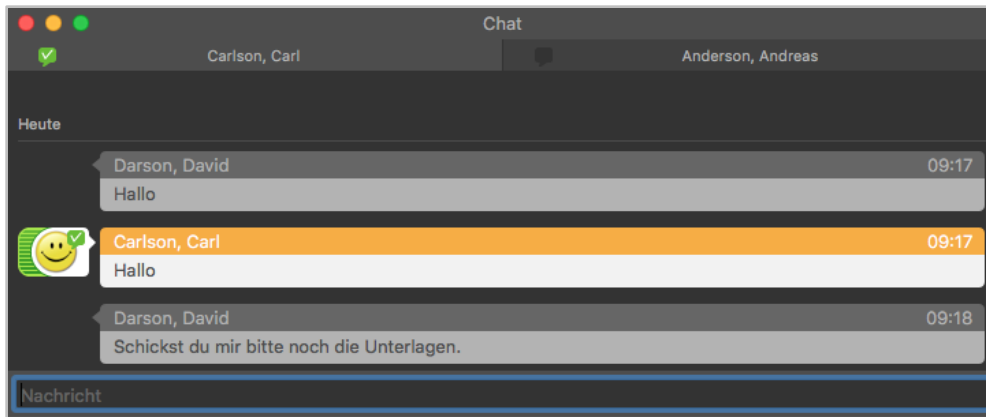 Chat
Carlson, Carl Anderson, Andreas
Heute
Darson, David 09:17
Hallo
Carlson, Carl 09:17
Hallo
Darson, David 09:18
Schickst du mir bitte noch die Unterlagen.
Nachricht